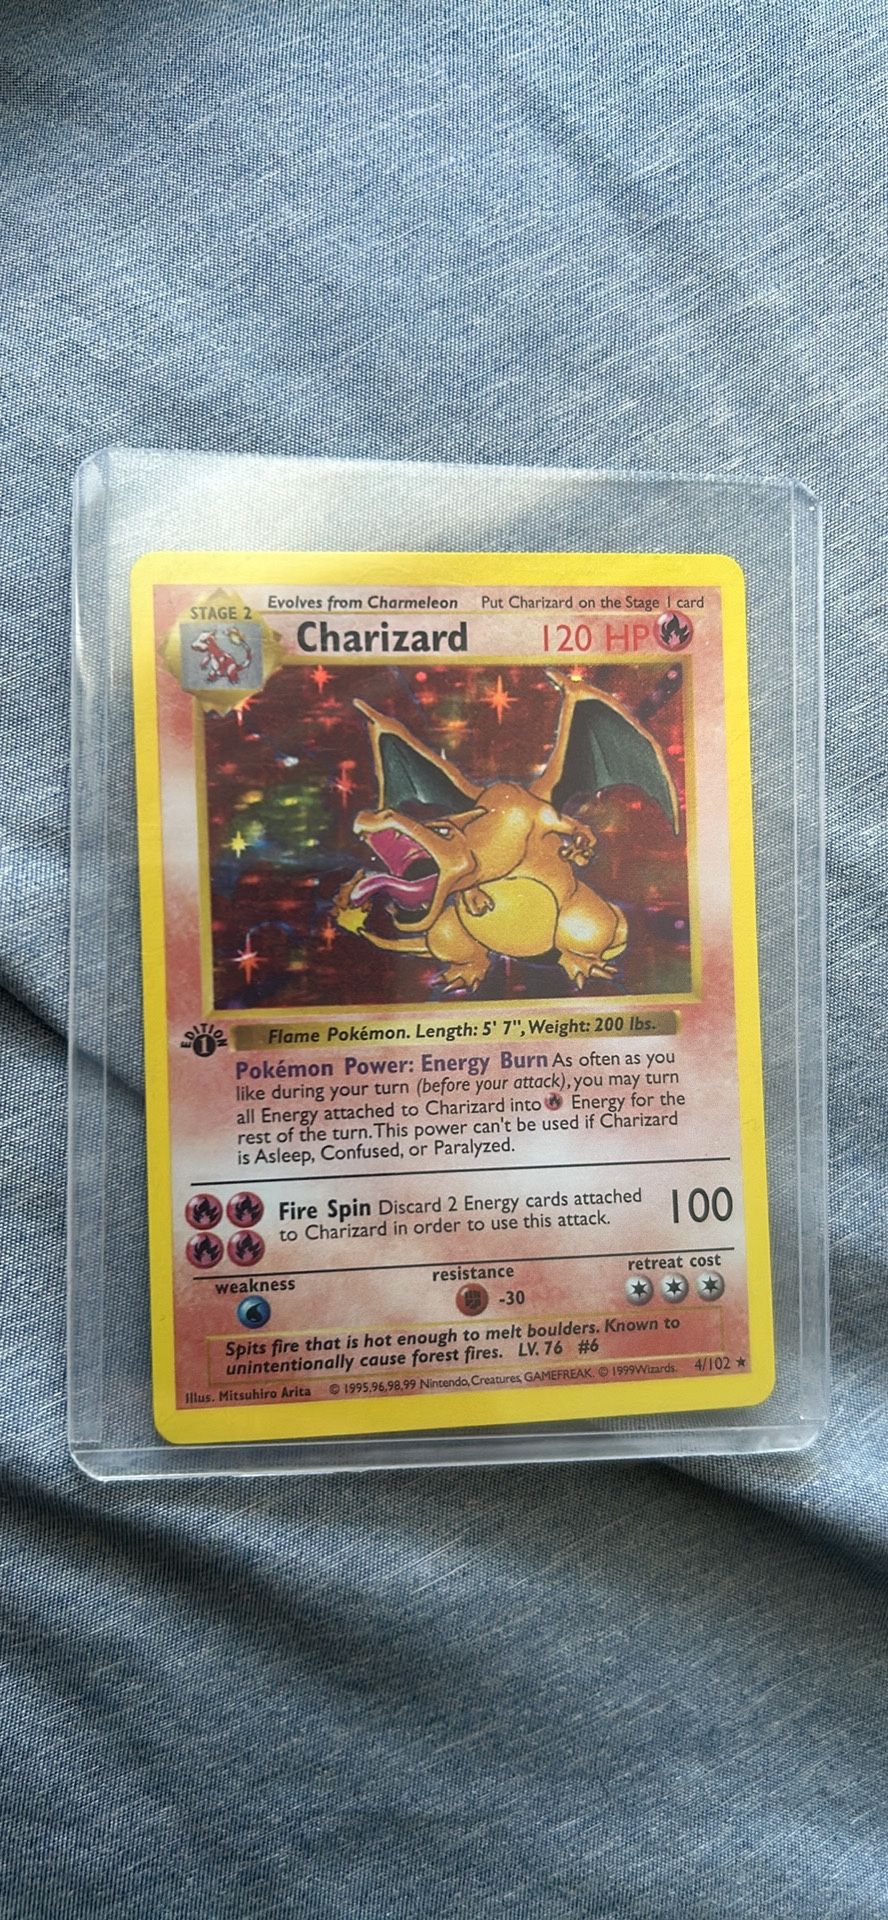 STAGE 2 Evolves from Charmeleon Put Charizard on the Stage 1 card
Charizard 120 HP
EDITION 1
Flame Pokémon. Length: 5' 7", Weight: 200 lbs.
Pokémon Power: Energy Burn As often as you
like during your turn (before your attack), you may turn
all Energy attached to Charizard into Energy for the
rest of the turn. This power can't be used if Charizard
is Asleep, Confused, or Paralyzed.
Fire Spin Discard 2 Energy cards attached 100
to Charizard in order to use this attack.
weakness resistance retreat cost
-30
Spits fire that is hot enough to melt boulders. Known to
unintentionally cause forest fires. LV. 76 #6
Illus. Mitsuhiro Arita © 1995, 96, 98, 99 Nintendo, Creatures, GAMEFREAK. © 1999 Wizards. 4/102 ★